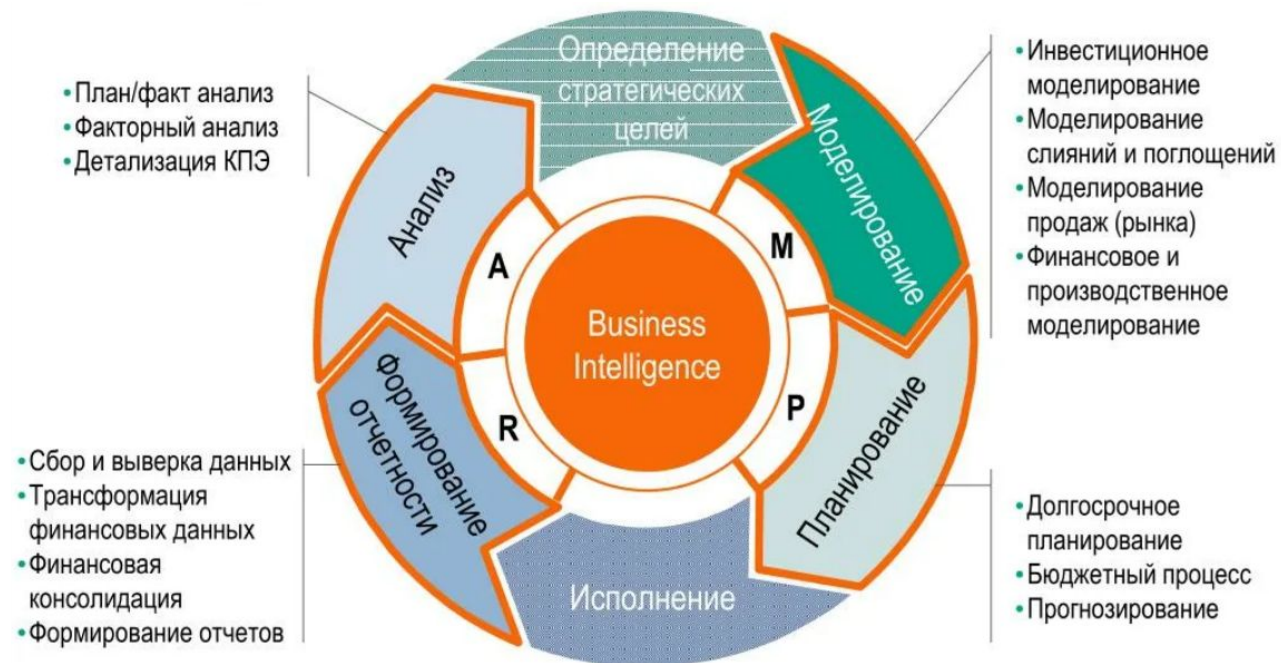 Определение
стратегических
целей
Моделирование
• Инвестиционное
моделирование
• Моделирование
слияний и поглощений
• Моделирование
продаж (рынка)
• Финансовое и
производственное
моделирование
Планирование
• Долгосрочное
планирование
• Бюджетный процесс
• Прогнозирование
Исполнение
Формирование
отчетности
• Сбор и выверка данных
• Трансформация
финансовых данных
• Финансовая
консолидация
• Формирование отчетов
Анализ
• План/факт анализ
• Факторный анализ
• Детализация КПЭ
M
P
R
A
Business
Intelligence